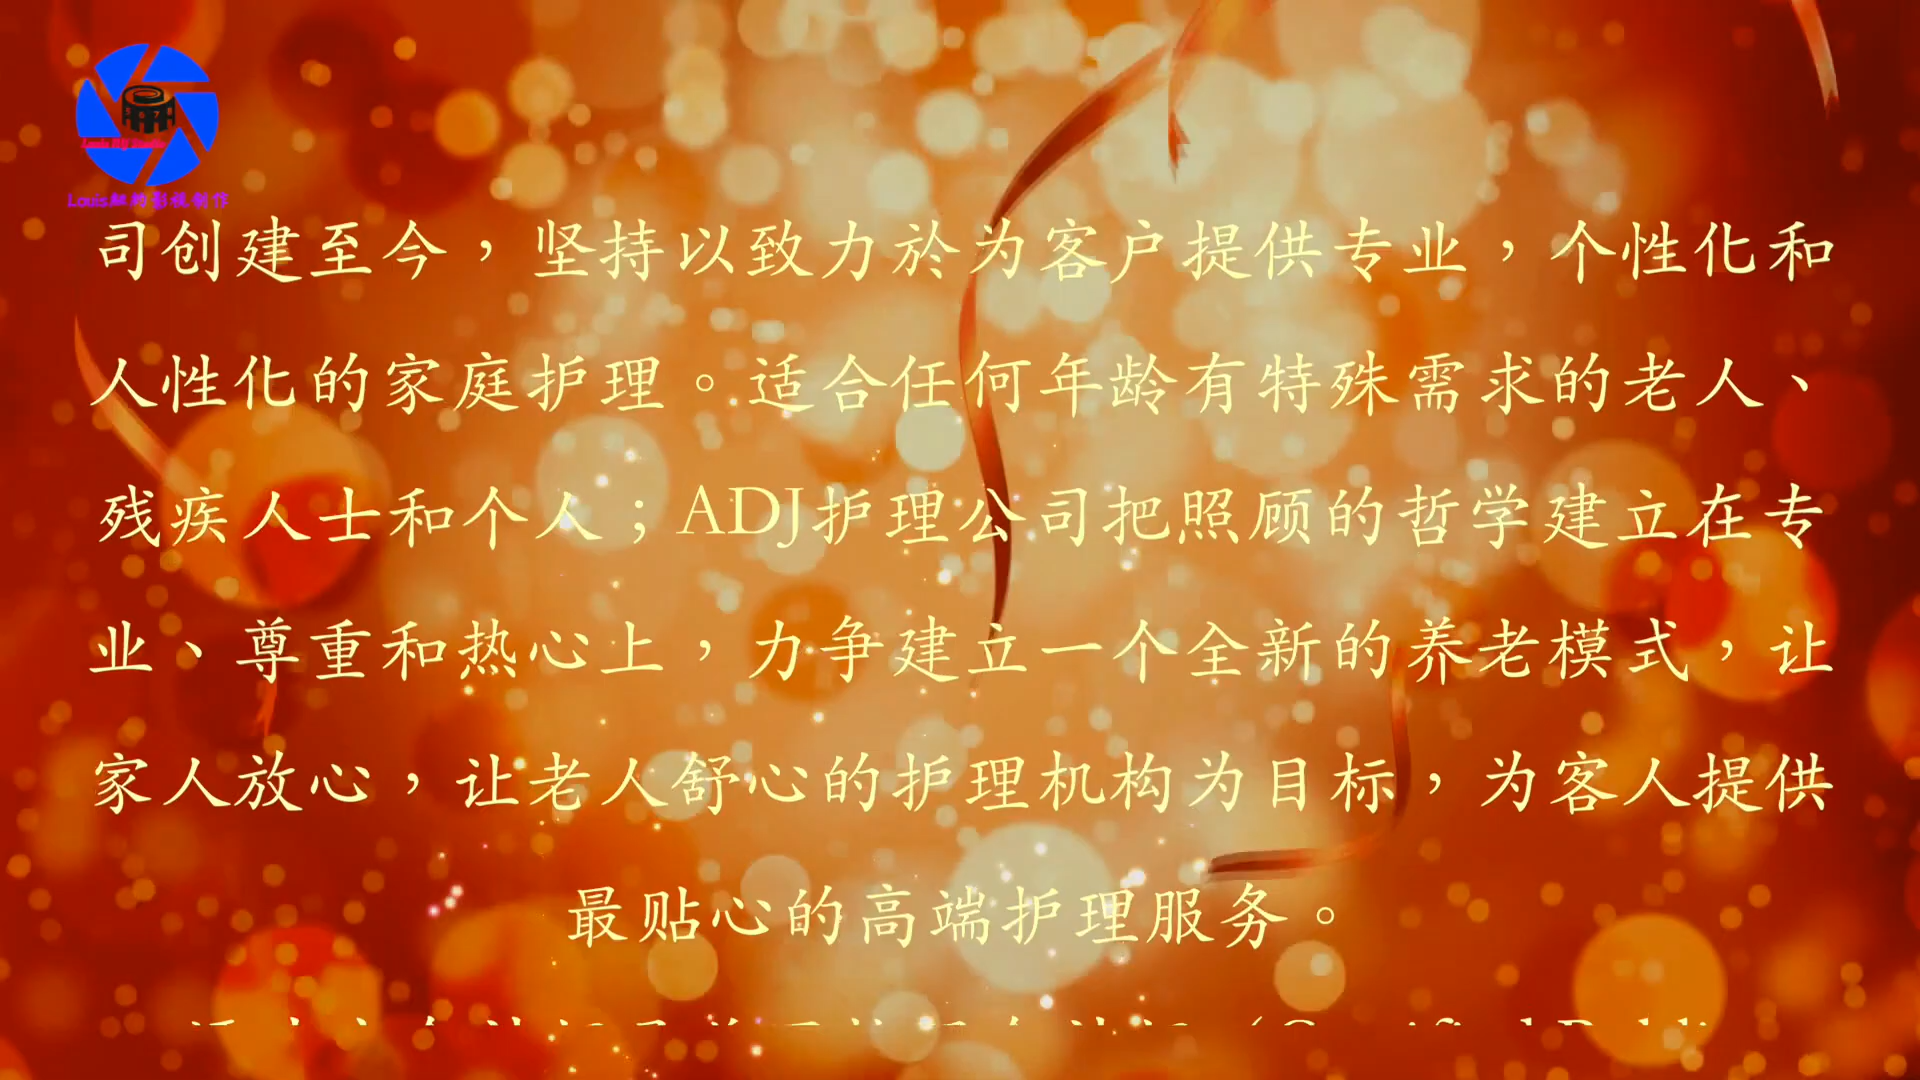 Louis纽约影视创作
司创建至今，坚持以致力於为客户提供专业，个性化和
人性化的家庭护理。适合任何年龄有特殊需求的老人、
残疾人士和个人；ADJ护理公司把照顾的哲学建立在专
业、尊重和热心上，力争建立一个全新的养老模式，让
家人放心，让老人舒心的护理机构为目标，为客人提供
最贴心的高端护理服务。